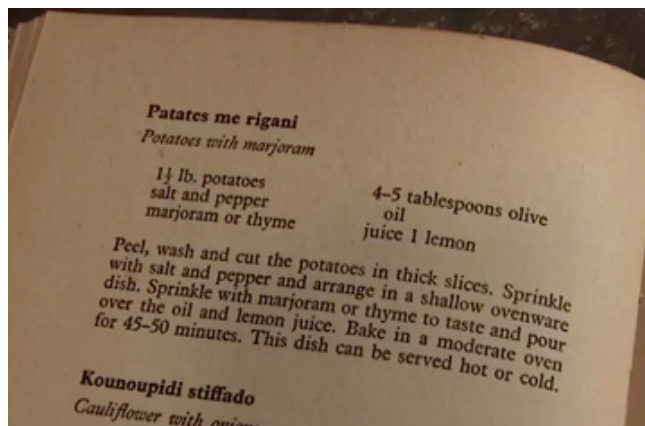 Patates me rigani
Potatoes with marjoram
1½ lb. potatoes
salt and pepper
marjoram or thyme
4–5 tablespoons olive
oil
juice 1 lemon
Peel, wash and cut the potatoes in thick slices. Sprinkle
with salt and pepper and arrange in a shallow ovenware
dish. Sprinkle with marjoram or thyme to taste and pour
over the oil and lemon juice. Bake in a moderate oven
for 45–50 minutes. This dish can be served hot or cold.
Kounoupidi stiffado
Cauliflower with